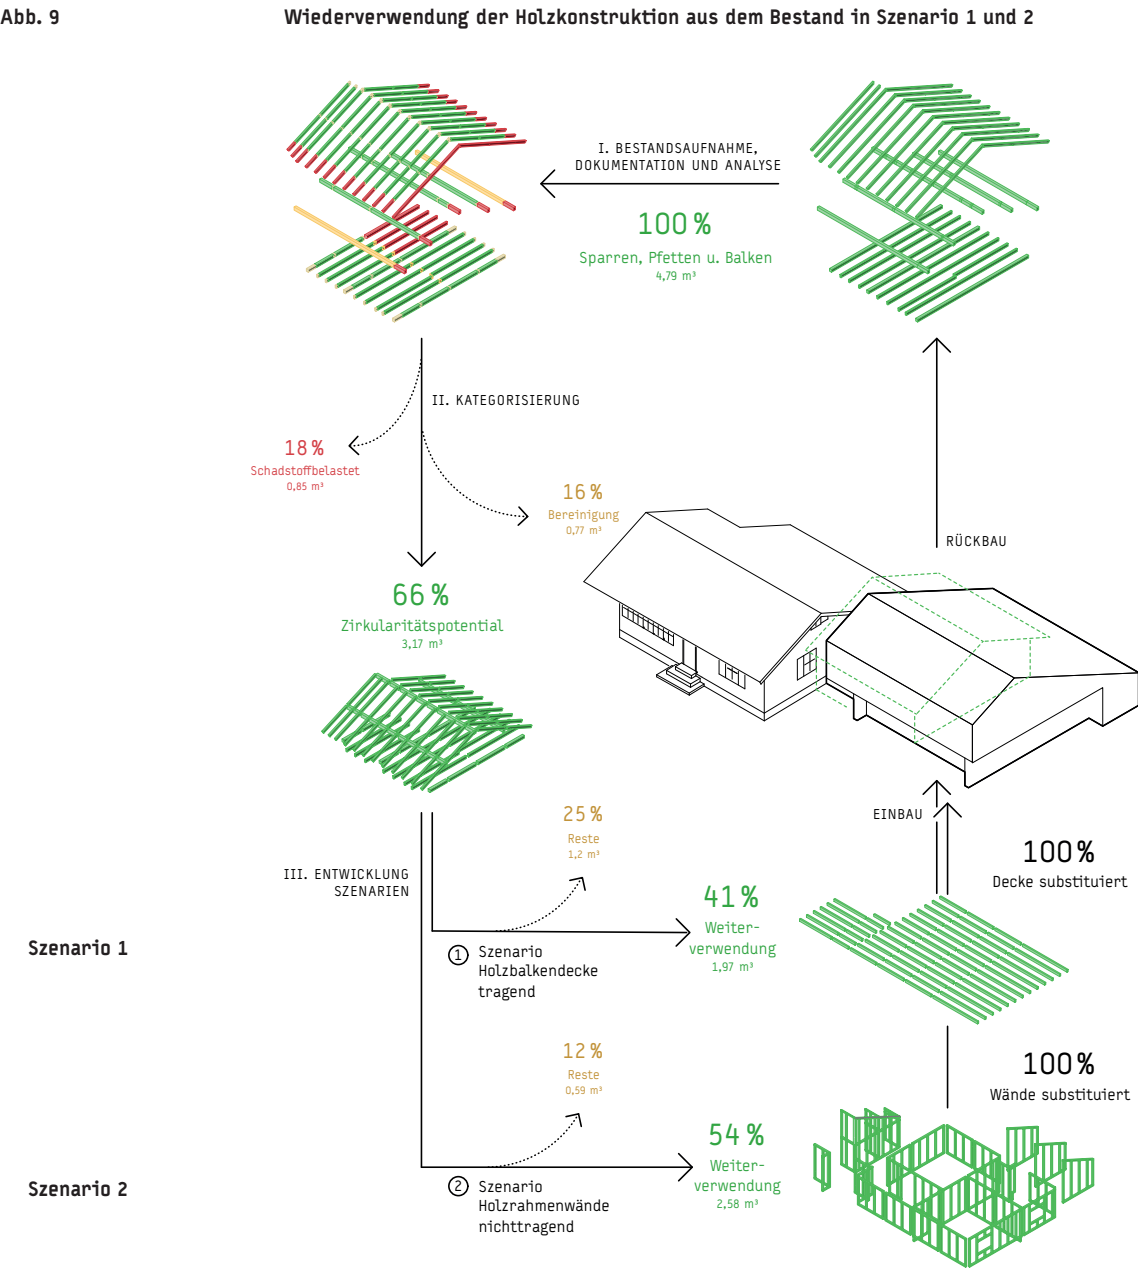 Abb. 9
Wiederverwendung der Holzkonstruktion aus dem Bestand in Szenario 1 und 2
I. BESTANDSAUFNAHME,
DOKUMENTATION UND ANALYSE
100 %
Sparren, Pfetten u. Balken
4,79 m³
II. KATEGORISIERUNG
18 %
Schadstoffbelastet
0,85 m³
16 %
Bereinigung
0,77 m³
RÜCKBAU
66 %
Zirkularitätspotential
3,17 m³
EINBAU
25 %
Reste
1,2 m³
III. ENTWICKLUNG
SZENARIEN
100 %
Decke substituiert
41 %
Weiter-
verwendung
1,97 m³
Szenario 1
1 Szenario
Holzbalkendecke
tragend
12 %
Reste
0,59 m³
100 %
Wände substituiert
54 %
Weiter-
verwendung
2,58 m³
Szenario 2
2 Szenario
Holzrahmenwände
nichttragend